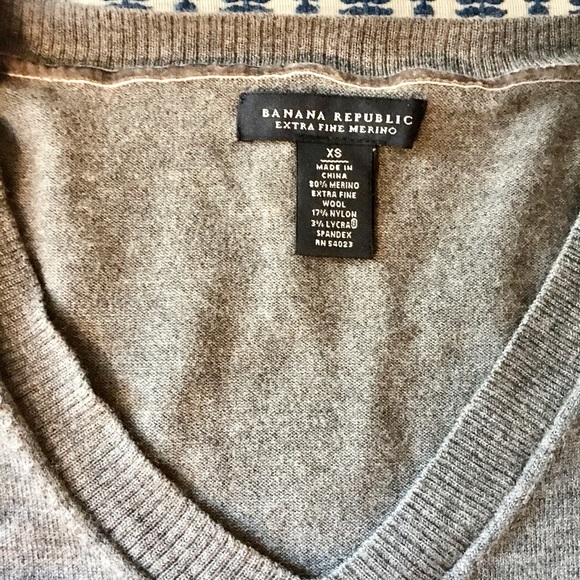 BANANA REPUBLIC
EXTRA FINE MERINO
XS
MADE IN
CHINA
80% MERINO
EXTRA FINE
WOOL
17% NYLON
3% LYCRA®
SPANDEX
RN 54023